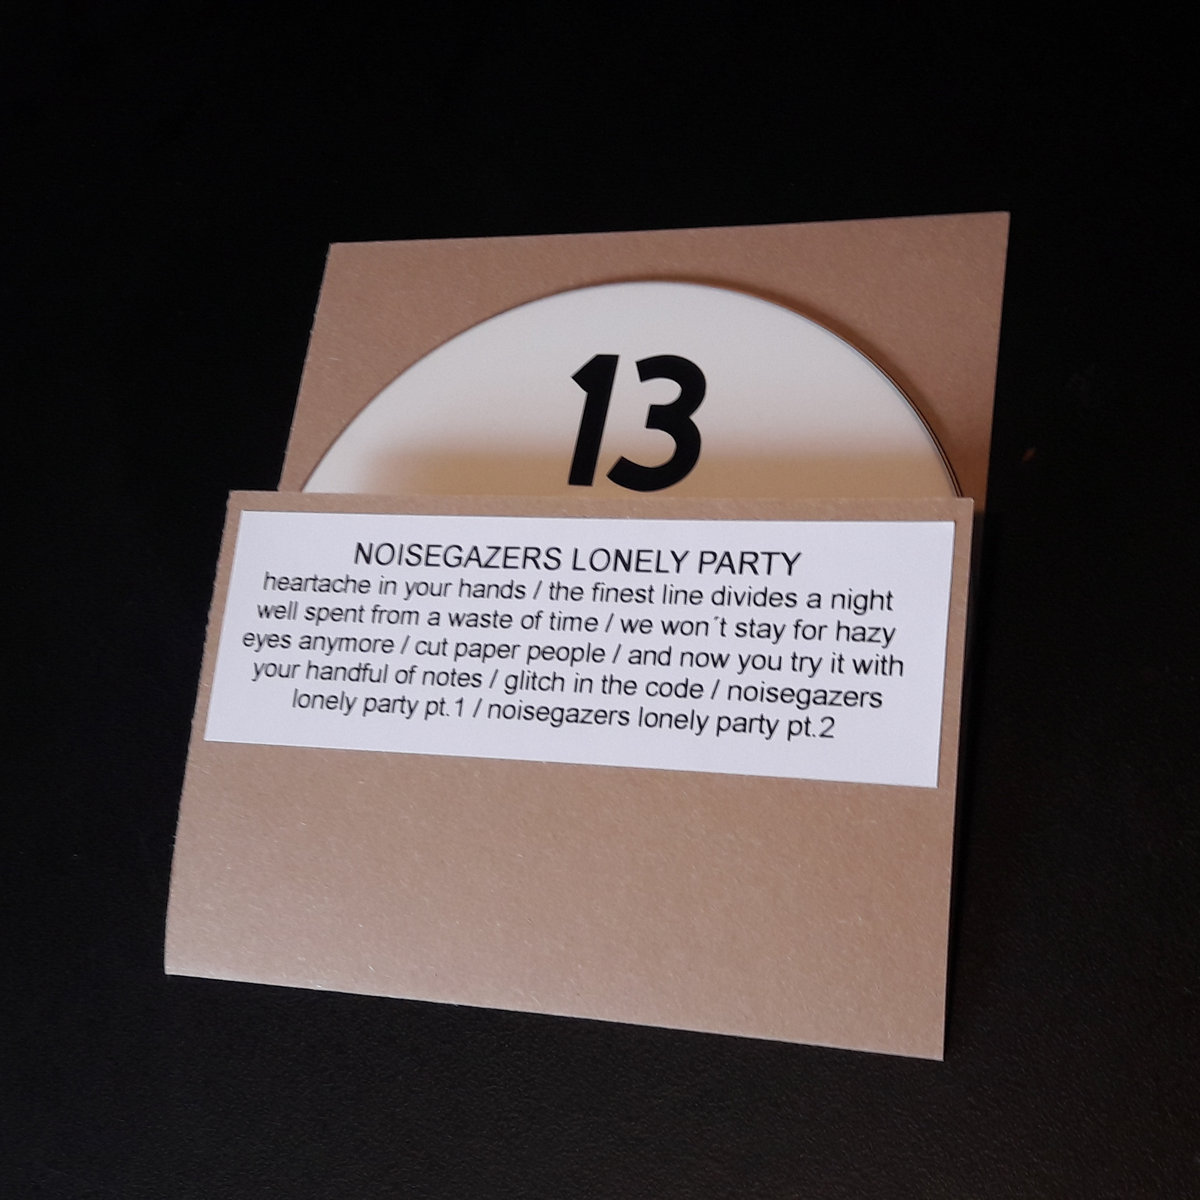 13
NOISEGAZERS LONELY PARTY
heartache in your hands / the finest line divides a night
well spent from a waste of time / we won´t stay for hazy
eyes anymore / cut paper people / and now you try it with
your handful of notes / glitch in the code / noisegazers
lonely party pt.1 / noisegazers lonely party pt.2